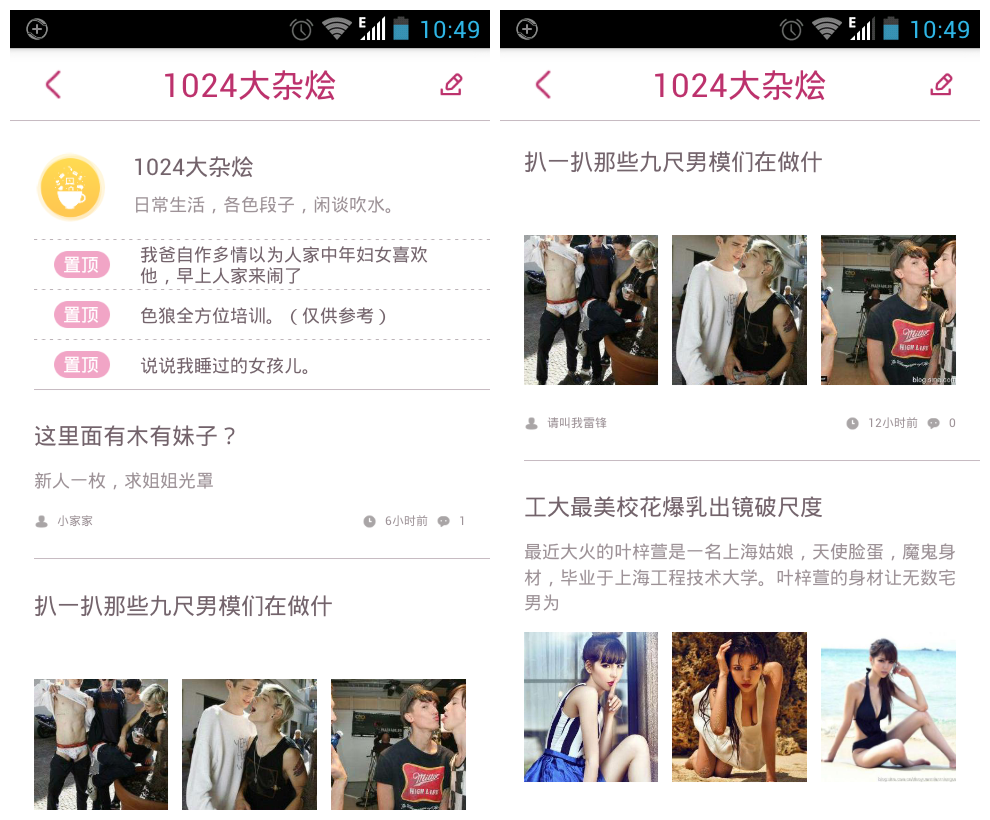 10:49
1024大杂烩
1024大杂烩
日常生活，各色段子，闲谈吹水。
置顶
我爸自作多情以为人家中年妇女喜欢
他，早上人家来闹了
置顶
色狼全方位培训。（仅供参考）
置顶
说说我睡过的女孩儿。
这里面有木有妹子？
新人一枚，求姐姐光罩
小家家
6小时前
1
扒一扒那些九尺男模们在做什
Miller
HIGH LIFE
10:49
1024大杂烩
扒一扒那些九尺男模们在做什
Miller
HIGH LIFE
blog.sina.com
请叫我雷锋
12小时前
0
工大最美校花爆乳出镜破尺度
最近大火的叶梓萱是一名上海姑娘，天使脸蛋，魔鬼身
材，毕业于上海工程技术大学。叶梓萱的身材让无数宅
男为